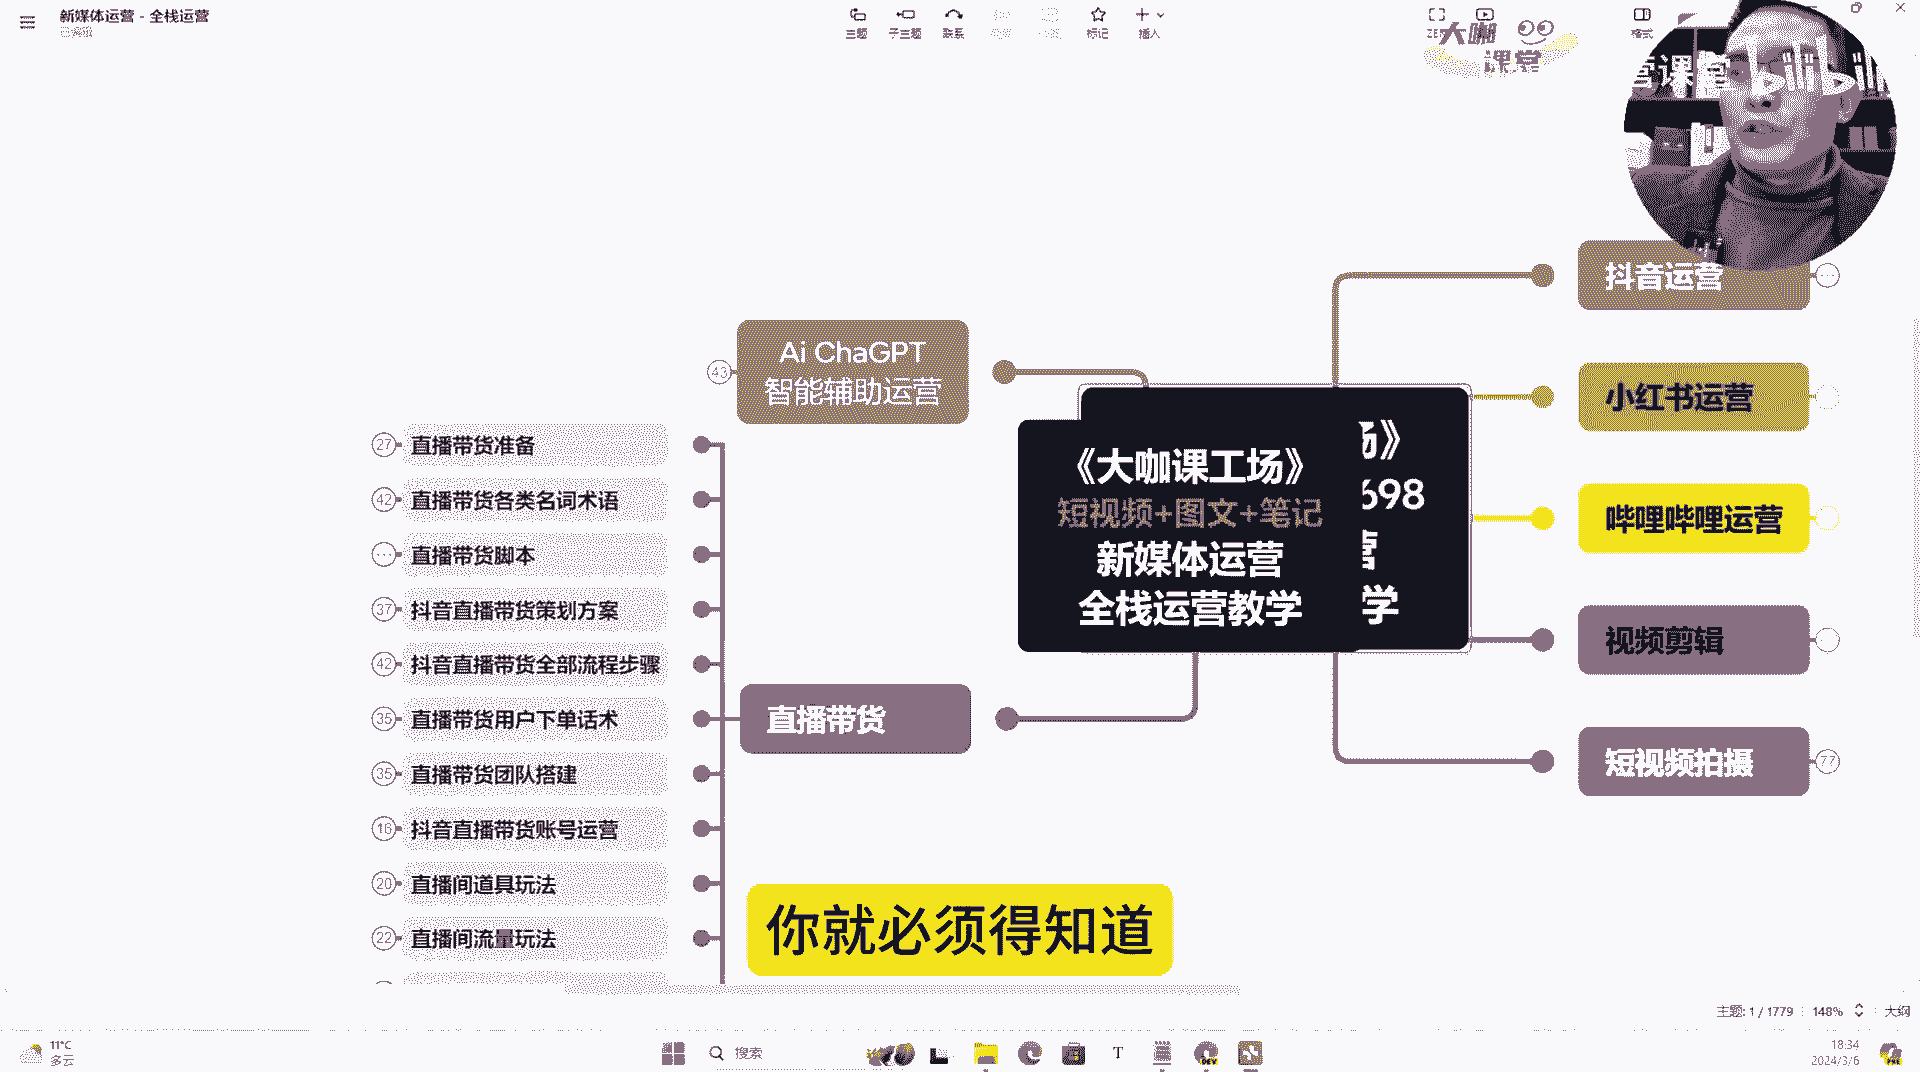 新媒体运营 - 全栈运营
主题
子主题
联系
标记
插入
格式
大咖
课堂
营课堂
bilibili
抖音运营
小红书运营
哔哩哔哩运营
视频剪辑
短视频拍摄
77
Ai ChaGPT
智能辅助运营
43
《大咖课工场》
短视频+图文+笔记
新媒体运营
全栈运营教学
场》
698
营
学
直播带货
27
直播带货准备
42
直播带货各类名词术语
直播带货脚本
37
抖音直播带货策划方案
42
抖音直播带货全部流程步骤
35
直播带货用户下单话术
35
直播带货团队搭建
16
抖音直播带货账号运营
20
直播间道具玩法
22
直播间流量玩法
你就必须得知道
主题: 1 / 1779
148%
大纲
11°C
多云
搜索
18:34
2024/3/6